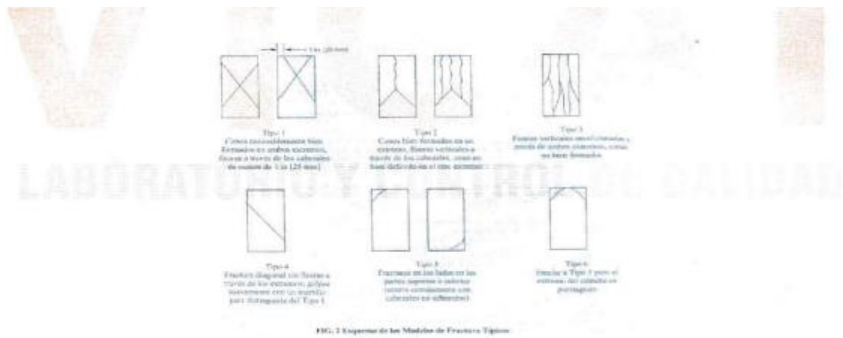 1 in [25 mm]
Tipo 1
Conos razonablemente bien
formados en ambos extremos,
fisuras a través de los cabezales
de menos de 1 in [25 mm]
Tipo 2
Conos bien formados en un
extremo, fisuras verticales a
través de los cabezales, cono no
bien definido en el otro extremo
Tipo 3
Fisuras verticales
través de ambos extremos, conos
no bien formados
LABORATORIO Y CONTROL DE CALIDAD
Tipo 4
Fractura diagonal sin fisuras a
través de los extremos; golpee
suavemente con un martillo
para distinguirla del Tipo 1
Tipo 5
Fracturas en los lados en las
partes superior o inferior
cabezales no adheridos)
Tipo 6
Similar a Tipo 5 pero el
extremo del cilindro es
puntiagudo
FIG. 2 Esquema de los Modelos de Fractura Típicos